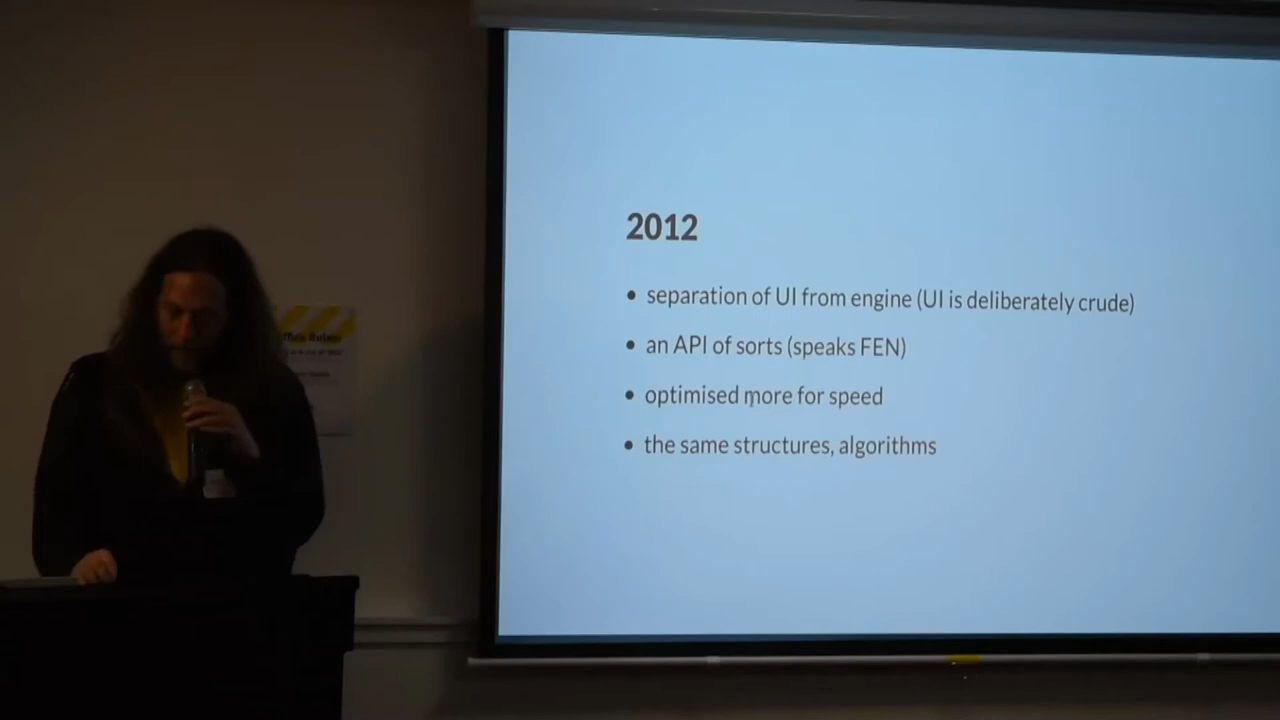 2012
separation of UI from engine (UI is deliberately crude)
an API of sorts (speaks FEN)
optimised more for speed
the same structures, algorithms